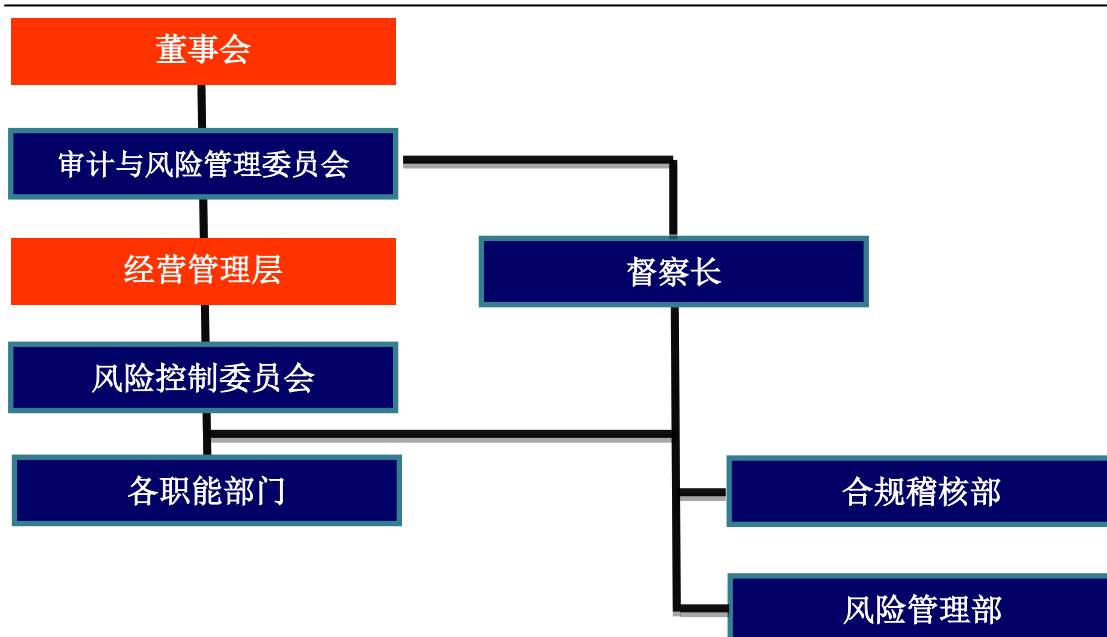 董事会
审计与风险管理委员会
经营管理层
督察长
风险控制委员会
各职能部门
合规稽核部
风险管理部